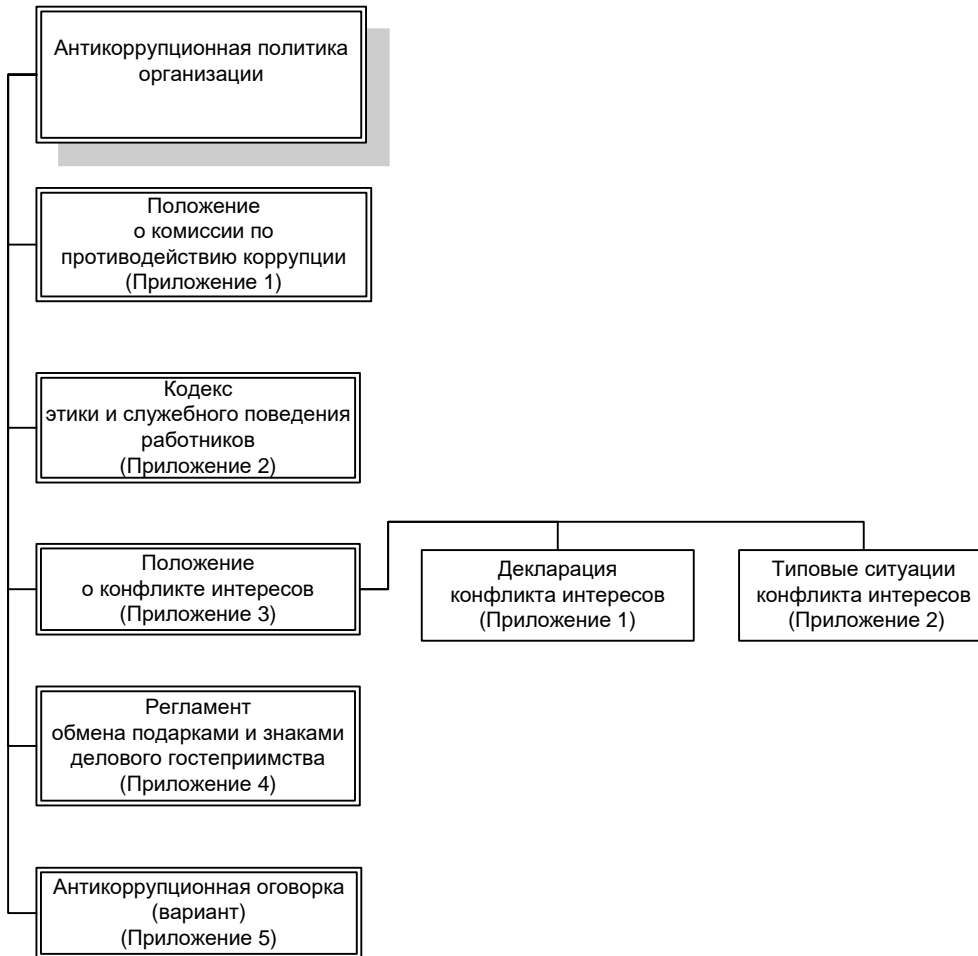 Антикоррупционная политика
организации
Положение
о комиссии по
противодействию коррупции
(Приложение 1)
Кодекс
этики и служебного поведения
работников
(Приложение 2)
Положение
о конфликте интересов
(Приложение 3)
Декларация
конфликта интересов
(Приложение 1)
Типовые ситуации
конфликта интересов
(Приложение 2)
Регламент
обмена подарками и знаками
делового гостеприимства
(Приложение 4)
Антикоррупционная оговорка
(вариант)
(Приложение 5)